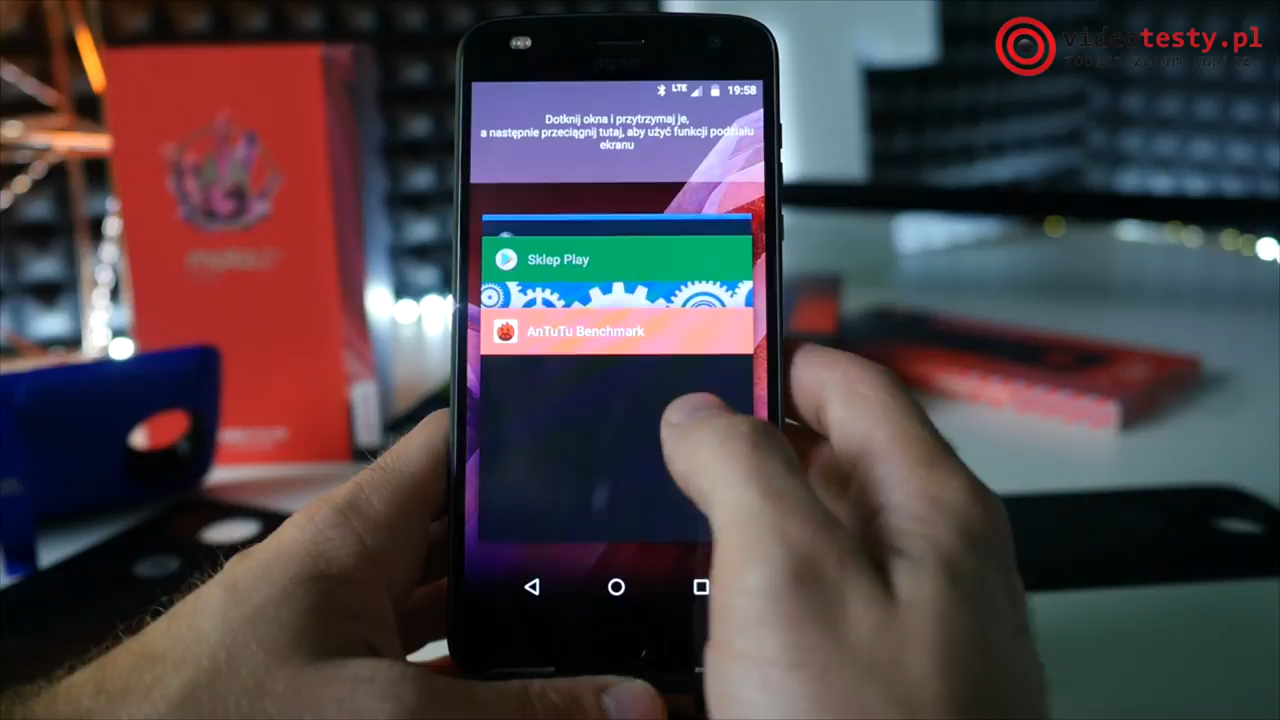 videotesty.pl
LTE 19:58
Dotknij okna i przytrzymaj je,
a następnie przeciągnij tutaj, aby użyć funkcji podziału
ekranu
Sklep Play
AnTuTu Benchmark